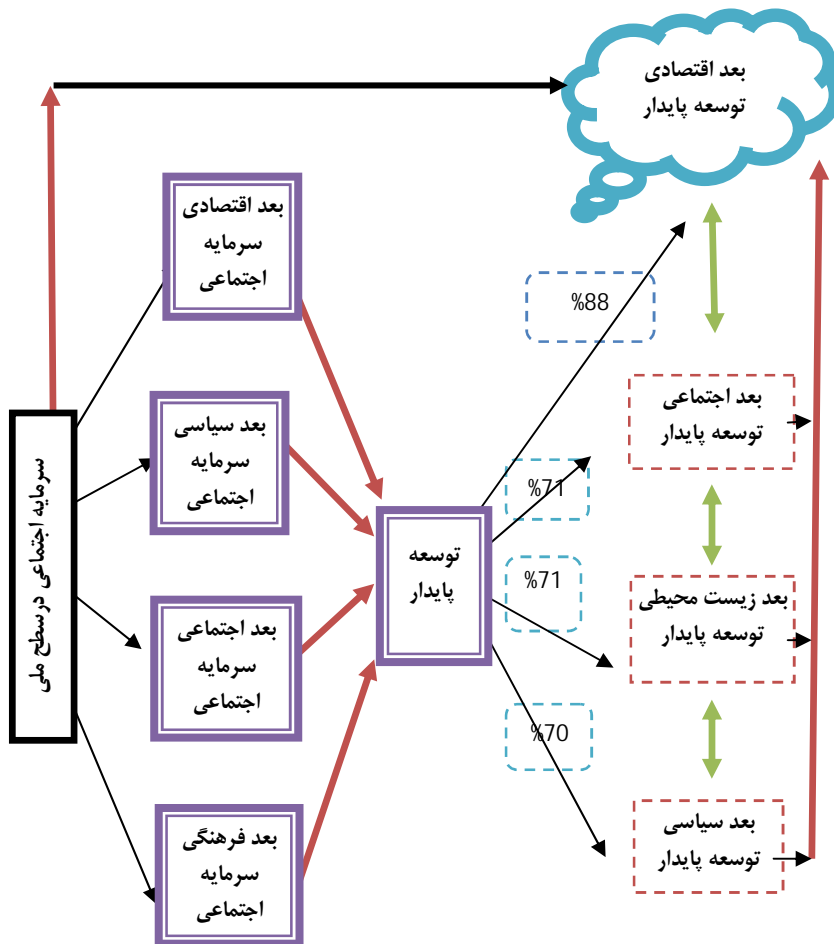 بعد اقتصادی
توسعه پایدار
بعد اقتصادی
سرمایه
اجتماعی
%88
بعد اجتماعی
توسعه پایدار
بعد سیاسی
سرمایه
اجتماعی
%71
سرمایه اجتماعی درسطح ملی
توسعه
پایدار
%71
بعد زیست محیطی
توسعه پایدار
بعد اجتماعی
سرمایه
اجتماعی
%70
بعد سیاسی
توسعه پایدار
بعد فرهنگی
سرمایه
اجتماعی